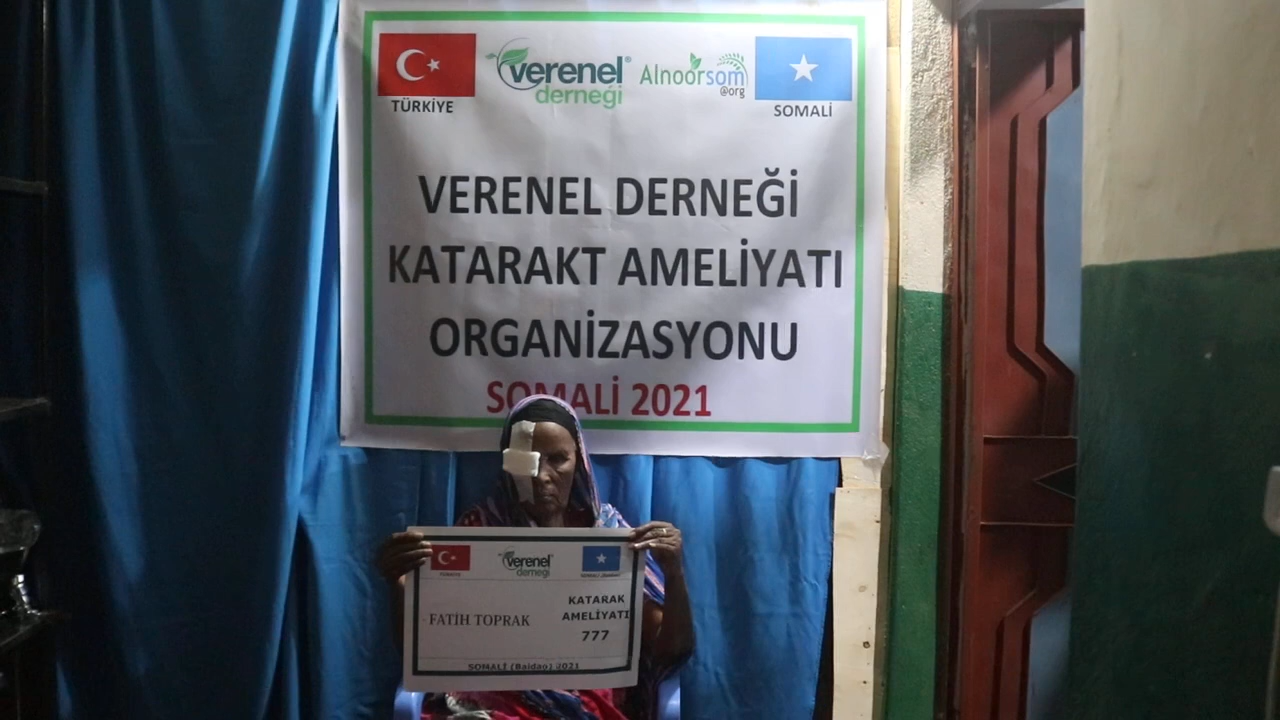 TÜRKİYE
verenel®
derneği
Alnoorsom
@org
SOMALİ
VERENEL DERNEĞİ
KATARAKT AMELİYATI
ORGANİZASYONU
SOMALİ 2021
verenel
derneği
KATARAK
AMELİYATI
FATİH TOPRAK
777
SOMALİ (Baidao) 2021